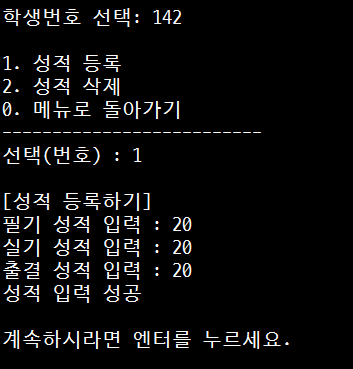 학생번호 선택: 142
1. 성적 등록
2. 성적 삭제
0. 메뉴로 돌아가기
--------------------------
선택(번호) : 1
[성적 등록하기]
필기 성적 입력 : 20
실기 성적 입력 : 20
출결 성적 입력 : 20
성적 입력 성공
계속하시라면 엔터를 누르세요.